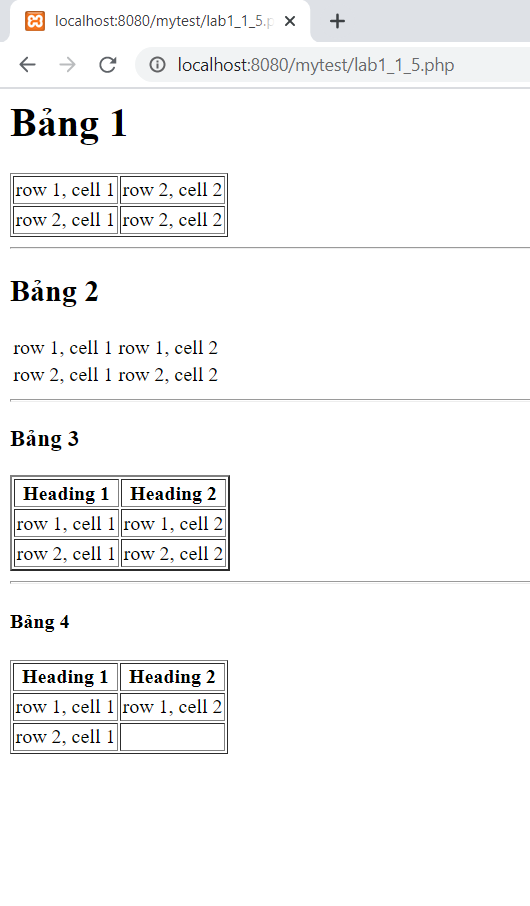 localhost:8080/mytest/lab1_1_5.p
localhost:8080/mytest/lab1_1_5.php
Bảng 1
row 1, cell 1 row 2, cell 2
row 2, cell 1 row 2, cell 2
Bảng 2
row 1, cell 1 row 1, cell 2
row 2, cell 1 row 2, cell 2
Bảng 3
Heading 1 Heading 2
row 1, cell 1 row 1, cell 2
row 2, cell 1 row 2, cell 2
Bảng 4
Heading 1 Heading 2
row 1, cell 1 row 1, cell 2
row 2, cell 1